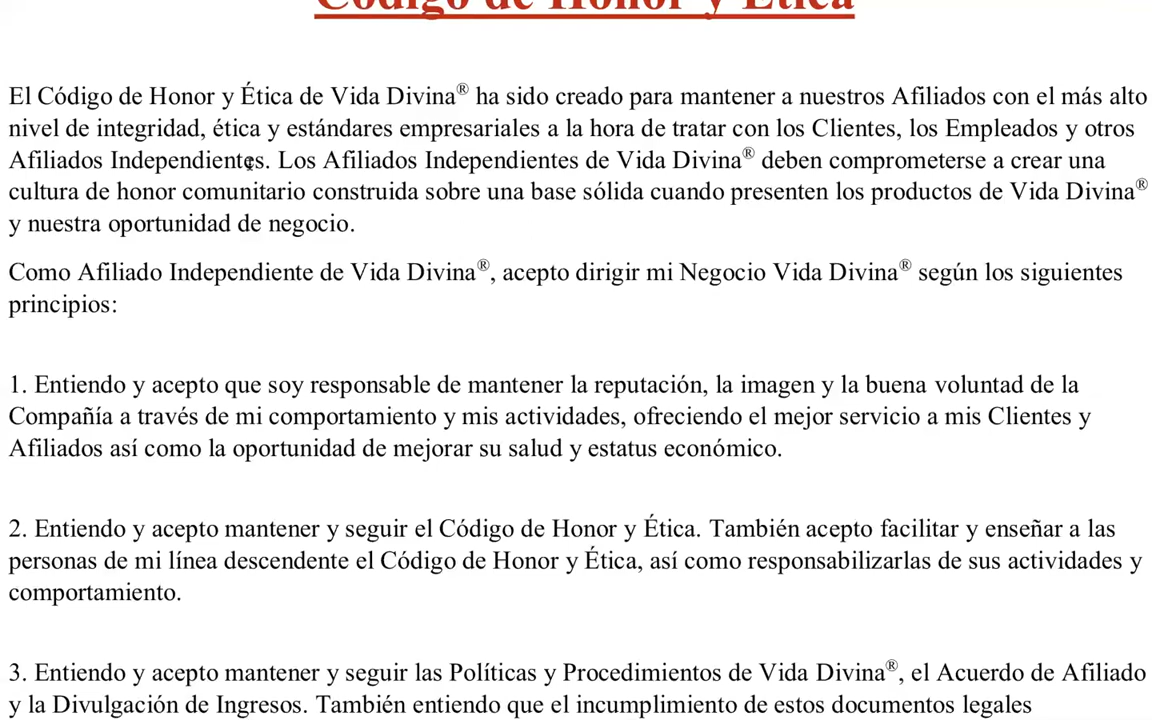 Código de Honor y Ética
El Código de Honor y Ética de Vida Divina® ha sido creado para mantener a nuestros Afiliados con el más alto
nivel de integridad, ética y estándares empresariales a la hora de tratar con los Clientes, los Empleados y otros
Afiliados Independientes. Los Afiliados Independientes de Vida Divina® deben comprometerse a crear una
cultura de honor comunitario construida sobre una base sólida cuando presenten los productos de Vida Divina®
y nuestra oportunidad de negocio.
Como Afiliado Independiente de Vida Divina®, acepto dirigir mi Negocio Vida Divina® según los siguientes
principios:
1. Entiendo y acepto que soy responsable de mantener la reputación, la imagen y la buena voluntad de la
Compañía a través de mi comportamiento y mis actividades, ofreciendo el mejor servicio a mis Clientes y
Afiliados así como la oportunidad de mejorar su salud y estatus económico.
2. Entiendo y acepto mantener y seguir el Código de Honor y Ética. También acepto facilitar y enseñar a las
personas de mi línea descendente el Código de Honor y Ética, así como responsabilizarlas de sus actividades y
comportamiento.
3. Entiendo y acepto mantener y seguir las Políticas y Procedimientos de Vida Divina®, el Acuerdo de Afiliado
y la Divulgación de Ingresos. También entiendo que el incumplimiento de estos documentos legales